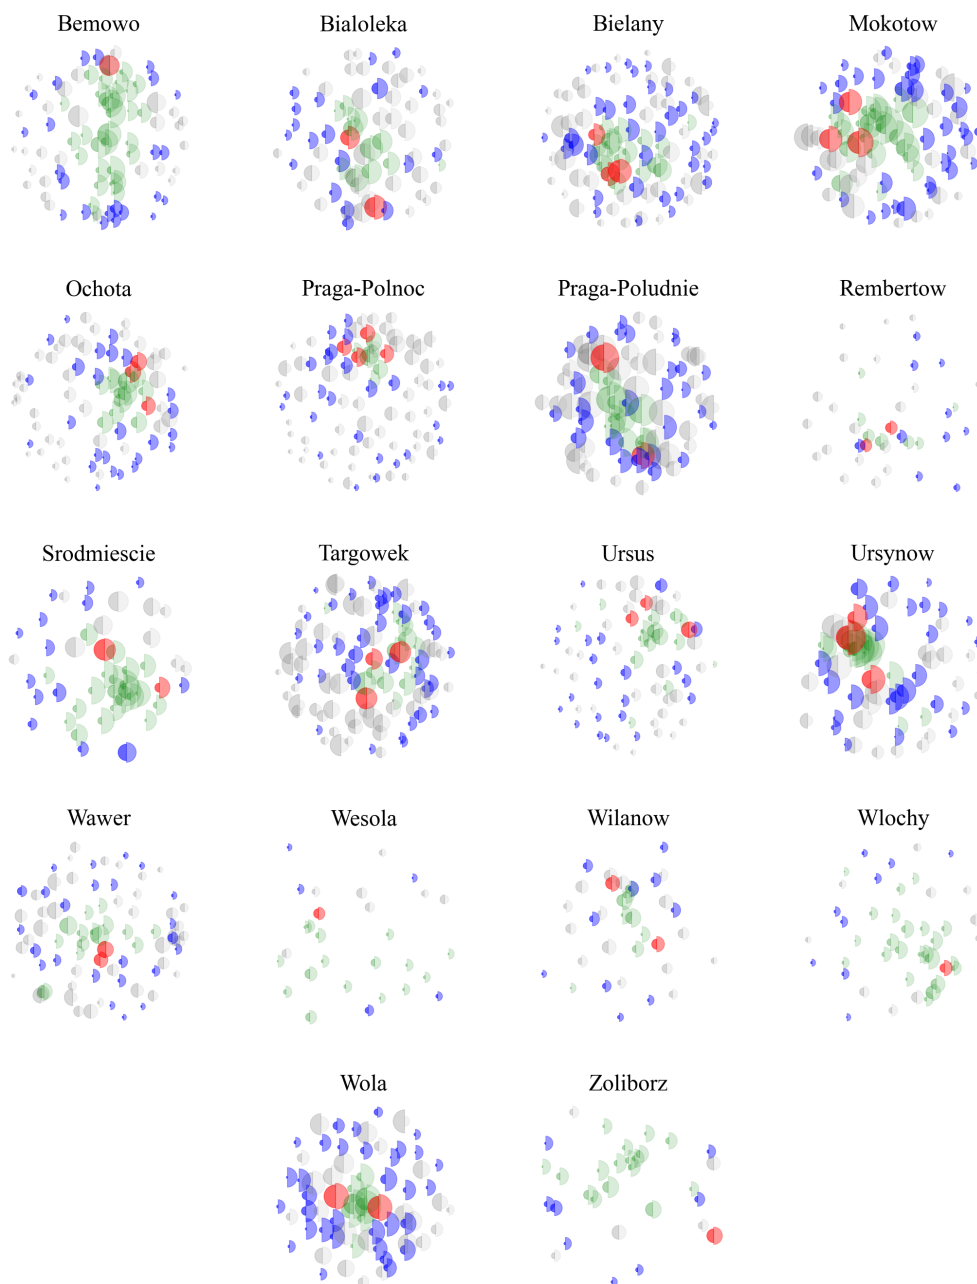 Bemowo Bialoleka Bielany Mokotow
Ochota Praga-Polnoc Praga-Poludnie Rembertow
Srodmiescie Targowek Ursus Ursynow
Wawer Wesola Wilanow Wlochy
Wola Zoliborz